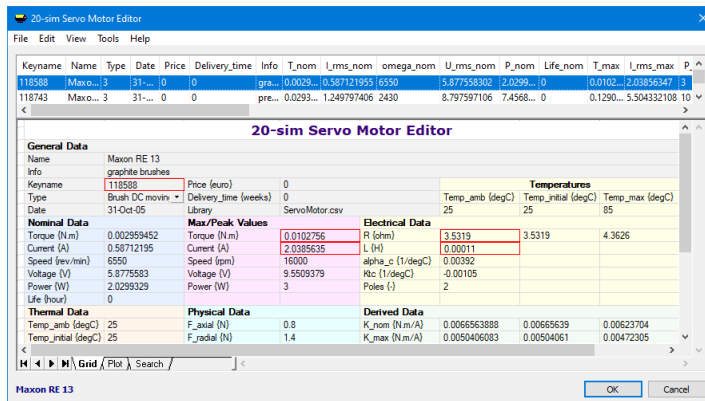 20-sim Servo Motor Editor
File Edit View Tools Help
Keyname Name Type Date Price Delivery_time Info T_nom I_rms_nom omega_nom U_rms_nom P_nom Life_nom T_max I_rms_max P_
118588 Maxo... 3 31-... 0 0 gra... 0.0029... 0.587121955 6550 5.877558302 2.0299... 0 0.0102... 2.03856347 3
118743 Maxo... 3 31-... 0 0 pre... 0.0293... 1.249797406 2430 8.797597106 7.4568... 0 0.1290... 5.504332108 10
20-sim Servo Motor Editor
General Data
Name Maxon RE 13
Info graphite brushes
Keyname 118588 Price {euro} 0 Temperatures
Type Brush DC moving Delivery_time {weeks} 0 Temp_amb {degC} Temp_initial {degC} Temp_max {degC}
Date 31-Oct-05 Library ServoMotor.csv 25 25 85
Nominal Data Max/Peak Values Electrical Data
Torque {N.m} 0.002959452 Torque {N.m} 0.0102756 R {ohm} 3.5319 3.5319 4.3626
Current {A} 0.58712195 Current {A} 2.0385635 L {H} 0.00011
Speed {rev/min} 6550 Speed {rpm} 16000 alpha_c {1/degC} 0.00392
Voltage {V} 5.8775583 Voltage {V} 9.5509379 Ktc {1/degC} -0.00105
Power {W} 2.0299329 Power {W} 3 Poles {-} 2
Life {hour} 0
Thermal Data Physical Data Derived Data
Temp_amb {degC} 25 F_axial {N} 0.8 K_nom {N.m/A} 0.0066563888 0.00665639 0.00623704
Temp_initial {degC} 25 F_radial {N} 1.4 K_max {N.m/A} 0.0050406083 0.00504061 0.00472305
Grid Plot Search
Maxon RE 13 OK Cancel